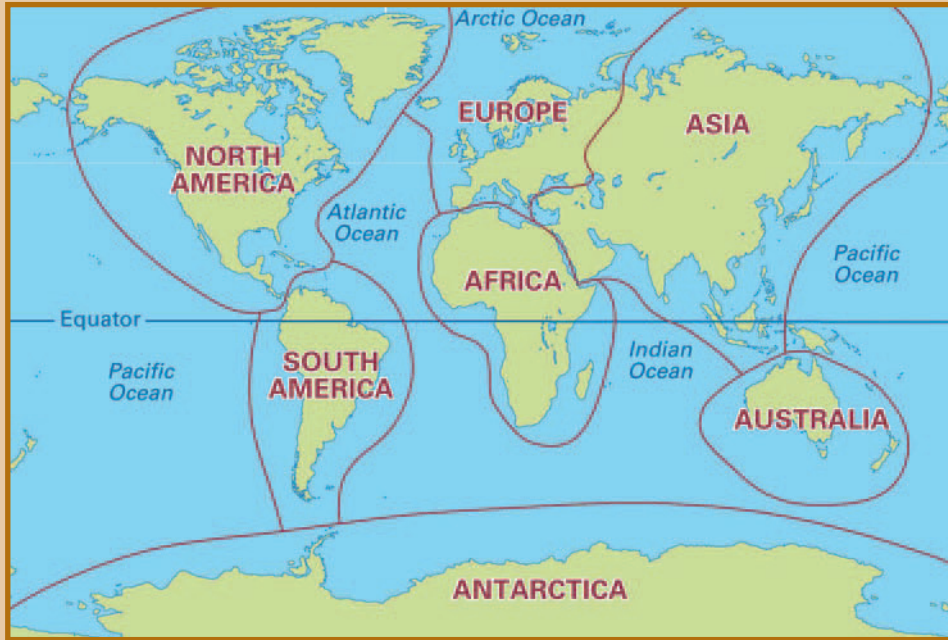 Arctic Ocean
EUROPE
ASIA
NORTH
AMERICA
Atlantic
Ocean
AFRICA
Pacific
Ocean
Equator
Indian
Ocean
Pacific
Ocean
SOUTH
AMERICA
AUSTRALIA
ANTARCTICA